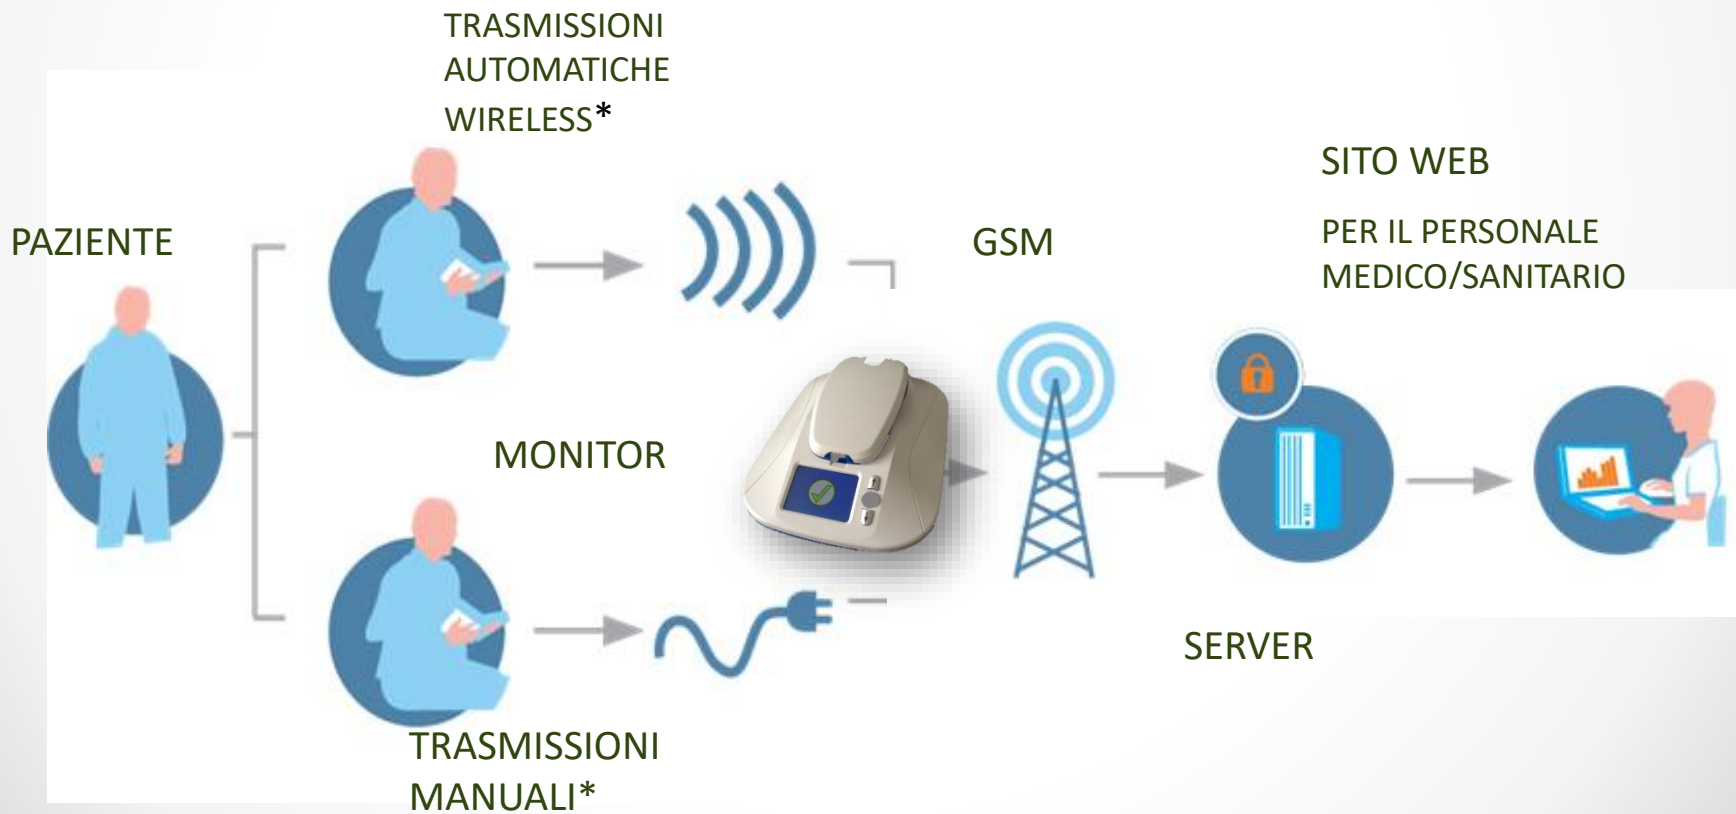 TRASMISSIONI
AUTOMATICHE
WIRELESS*
SITO WEB
PER IL PERSONALE
MEDICO/SANITARIO
PAZIENTE
GSM
MONITOR
SERVER
TRASMISSIONI
MANUALI*